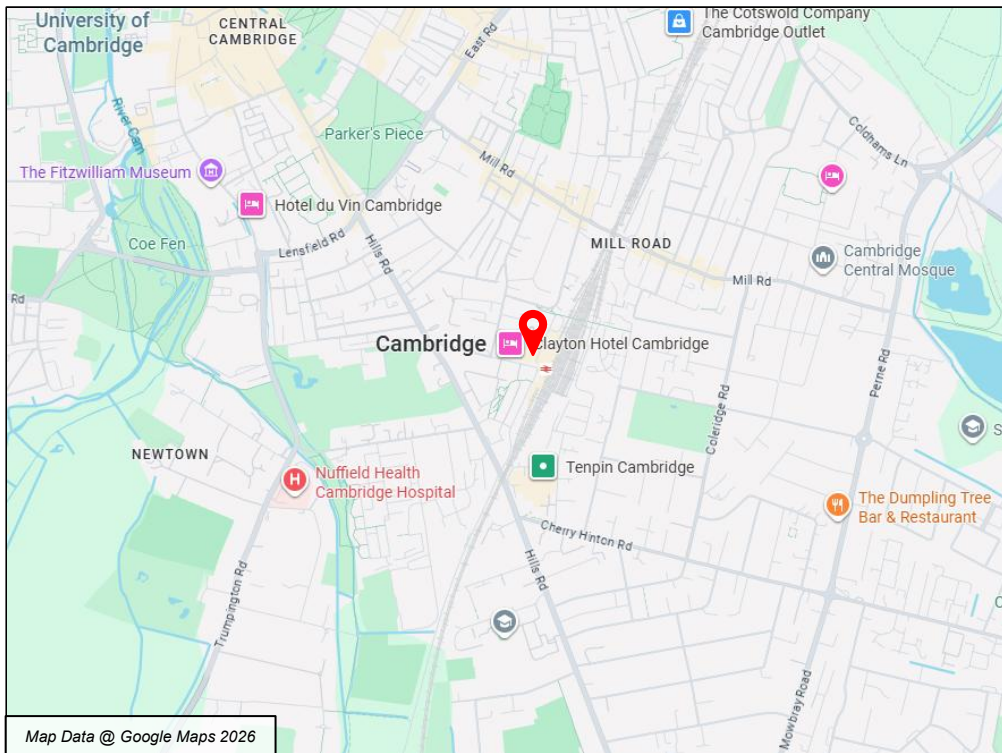 University of
Cambridge
CENTRAL
CAMBRIDGE
East Rd
The Cotswold Company
Cambridge Outlet
River Cam
Parker's Piece
Coldhams Ln
The Fitzwilliam Museum
Mill Rd
Hotel du Vin Cambridge
Coe Fen
Lensfield Rd
Hills Rd
MILL ROAD
Cambridge
Central Mosque
Rd
Mill Rd
Cambridge
Clayton Hotel Cambridge
Perne Rd
Coleridge Rd
NEWTOWN
S
Nuffield Health
Cambridge Hospital
Tenpin Cambridge
The Dumpling Tree
Bar & Restaurant
Cherry Hinton Rd
Hills Rd
Trumpington Rd
C
Mowbray Road
Map Data @ Google Maps 2026